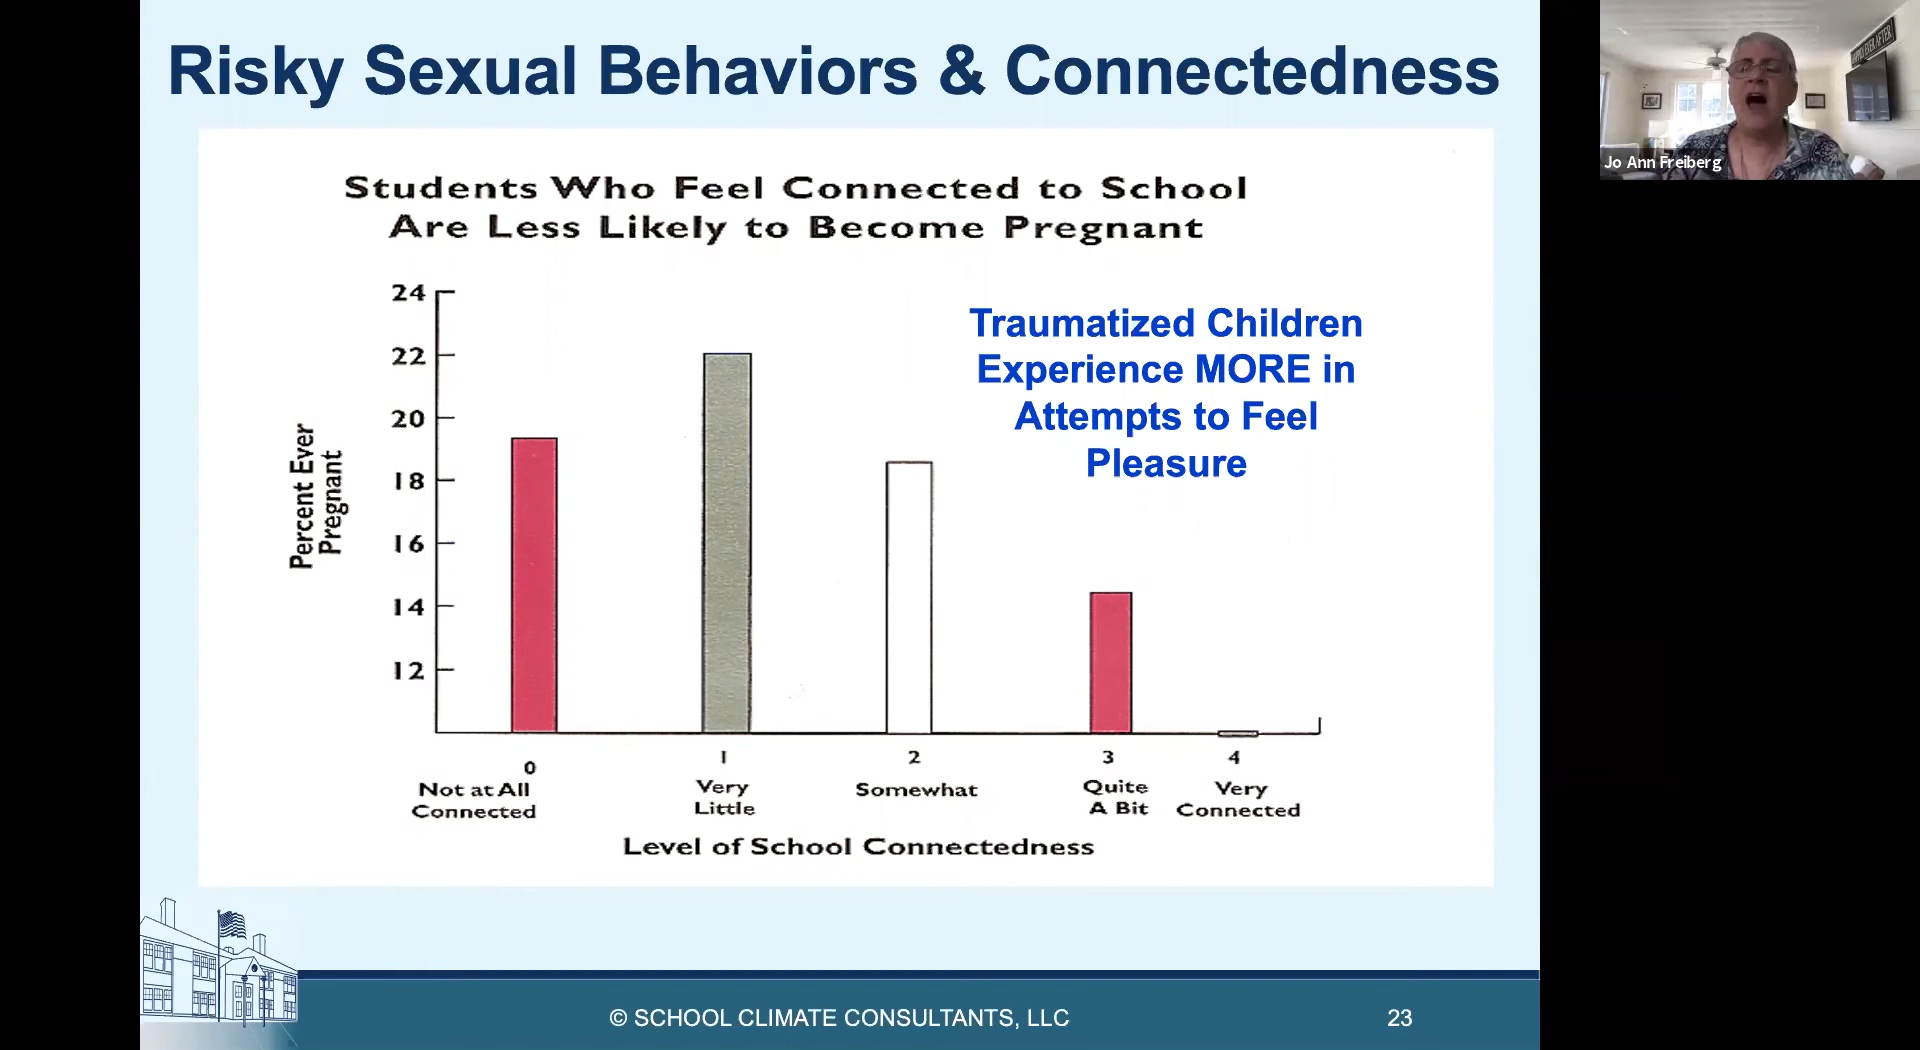 Risky Sexual Behaviors & Connectedness
Students Who Feel Connected to School
Are Less Likely to Become Pregnant
Traumatized Children
Experience MORE in
Attempts to Feel
Pleasure
Percent Ever
Pregnant
24
22
20
18
16
14
12
0
Not at All
Connected
1
Very
Little
2
Somewhat
3
Quite
A Bit
4
Very
Connected
Level of School Connectedness
© SCHOOL CLIMATE CONSULTANTS, LLC
23
Jo Ann Freiberg